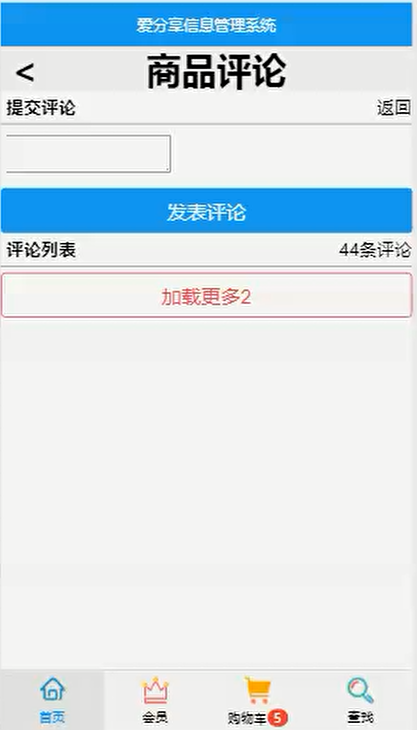 爱分享信息管理系统
< 商品评论
提交评论 返回
发表评论
评论列表 44条评论
加载更多2
首页 会员 购物车 5 查找